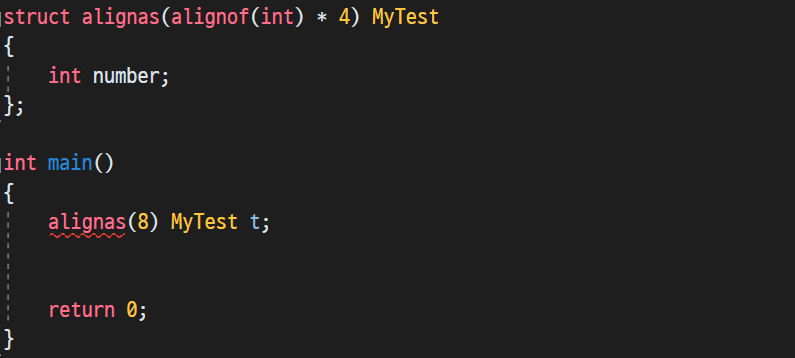 struct alignas(alignof(int) * 4) MyTest
{
    int number;
};
int main()
{
    alignas(8) MyTest t;
    return 0;
}